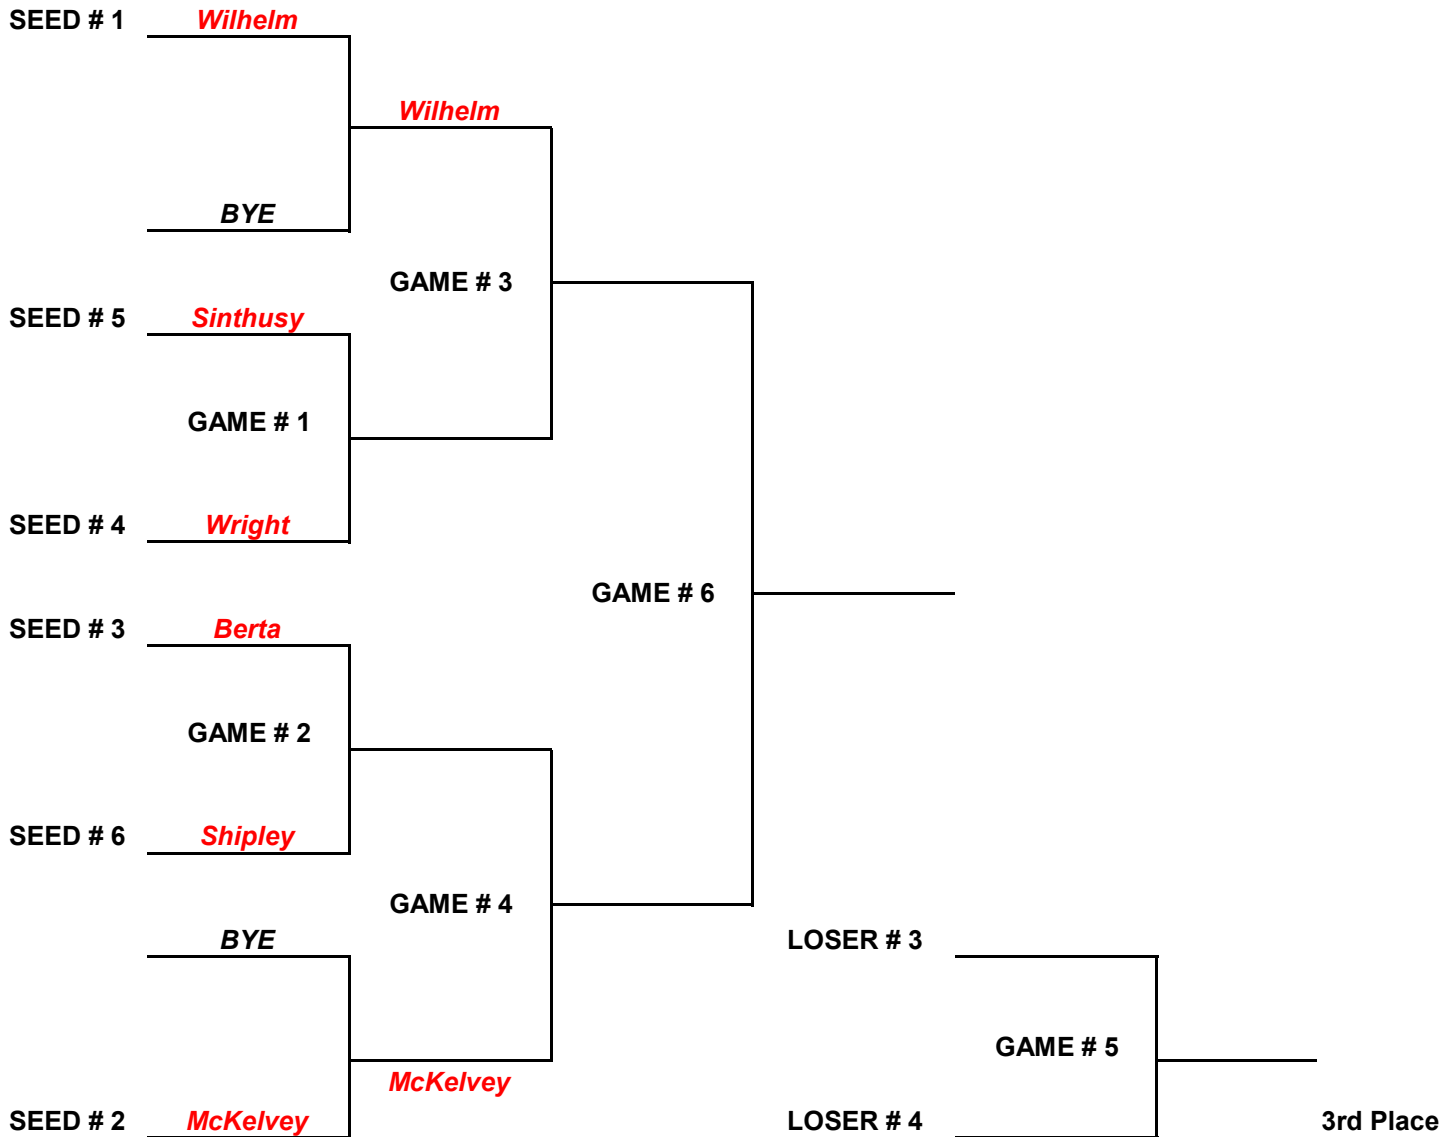 SEED # 1 Wilhelm
Wilhelm
BYE
GAME # 3
SEED # 5 Sinthusy
GAME # 1
SEED # 4 Wright
GAME # 6
SEED # 3 Berta
GAME # 2
SEED # 6 Shipley
GAME # 4
BYE
LOSER # 3
GAME # 5
McKelvey
SEED # 2 McKelvey
LOSER # 4
3rd Place